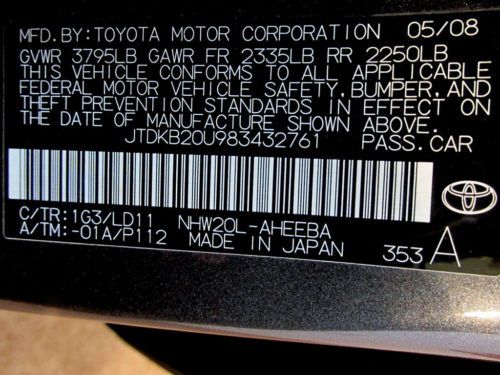 MFD. BY: TOYOTA MOTOR CORPORATION 05/08
GVWR 3795LB GAWR FR 2335LB RR 2250LB
THIS VEHICLE CONFORMS TO ALL APPLICABLE
FEDERAL MOTOR VEHICLE SAFETY, BUMPER, AND
THEFT PREVENTION STANDARDS IN EFFECT ON
THE DATE OF MANUFACTURE SHOWN ABOVE.
JTDKB20U983432761 PASS. CAR
C/TR: 1G3/LD11 NHW20L-AHEEBA
A/TM: -01A/P112 MADE IN JAPAN 353 A